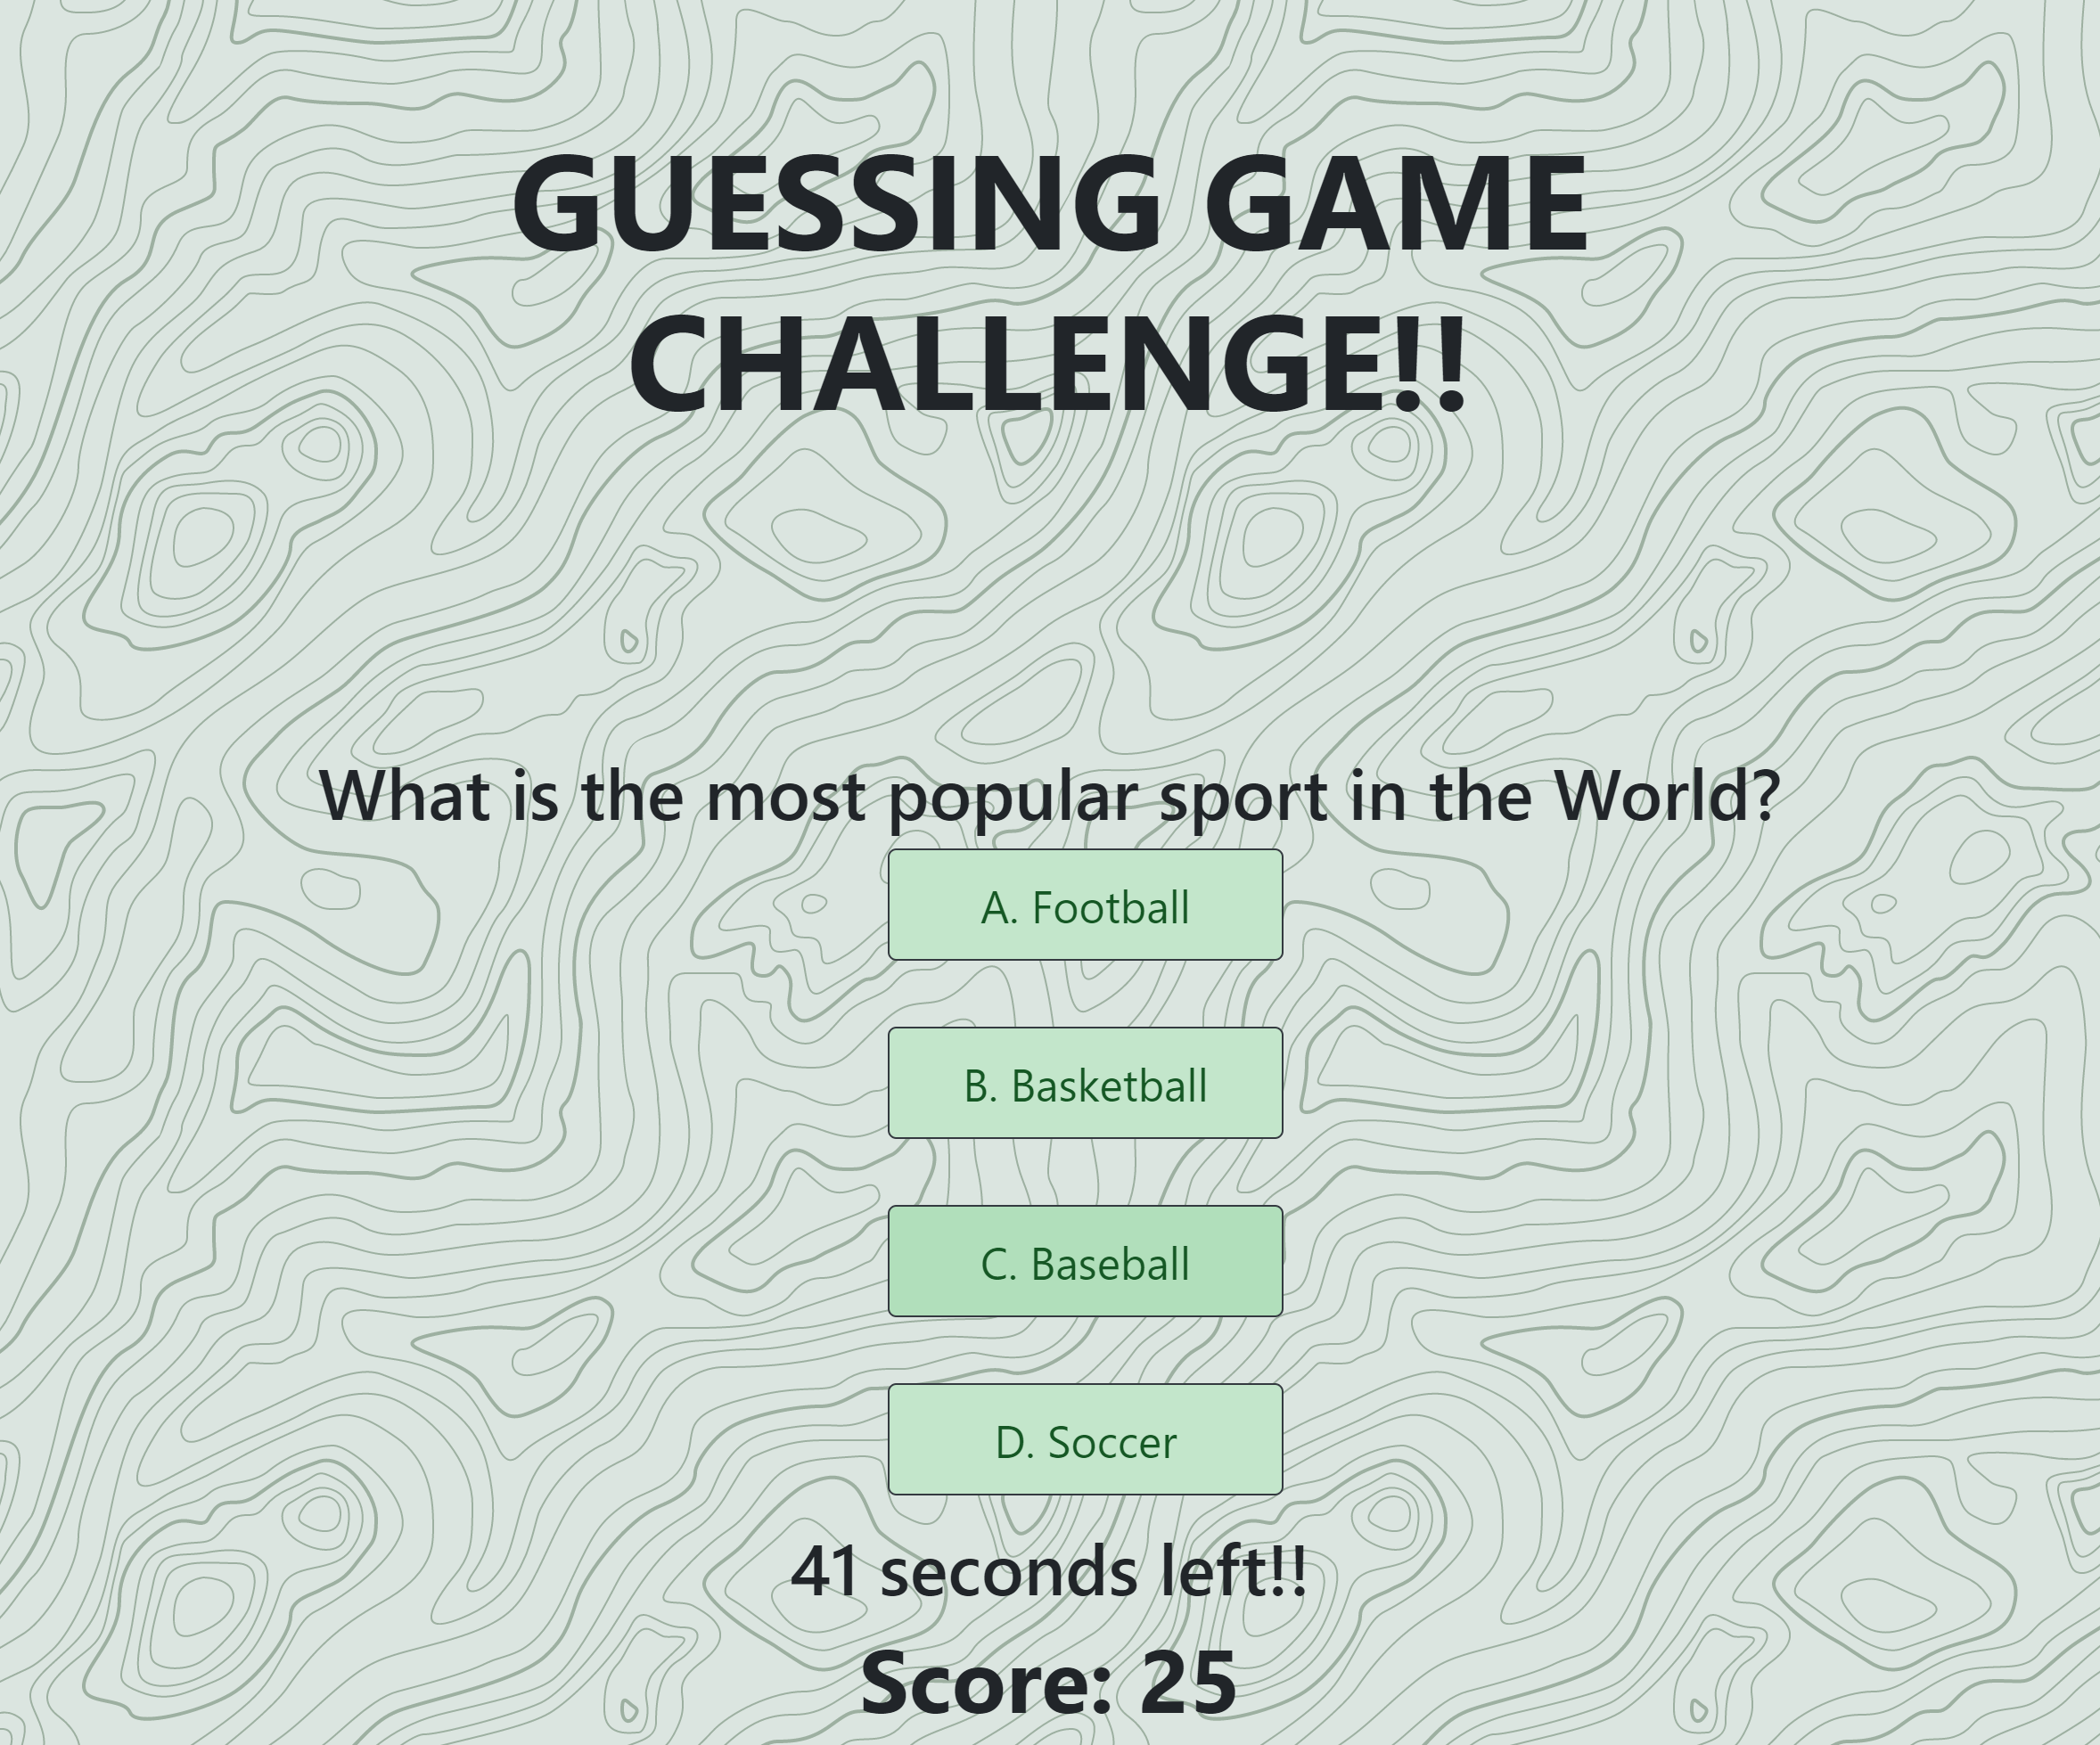 GUESSING GAME
CHALLENGE!!
What is the most popular sport in the World?
A. Football
B. Basketball
C. Baseball
D. Soccer
41 seconds left!!
Score: 25